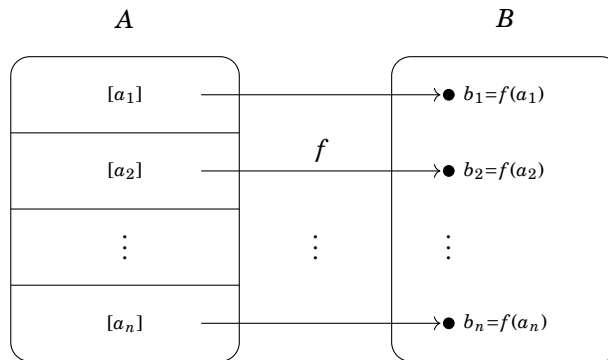 A B
[a₁] b₁=f(a₁)
f
[a₂] b₂=f(a₂)
⋮ ⋮ ⋮
[aₙ] bₙ=f(aₙ)